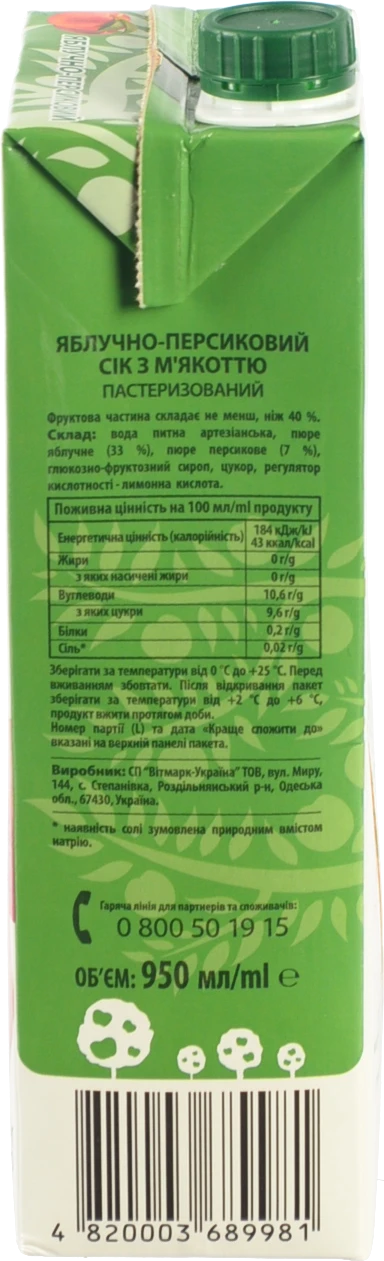 ЯБЛУЧНО-ПЕРСИКОВИЙ
ЯБЛУЧНО-ПЕРСИКОВИЙ
СІК З М'ЯКОТТЮ
ПАСТЕРИЗОВАНИЙ
Фруктова частина складає не менш, ніж 40 %.
Склад: вода питна артезіанська, пюре
яблучне (33 %), пюре персикове (7 %),
глюкозно-фруктозний сироп, цукор, регулятор
кислотності - лимонна кислота.
Поживна цінність на 100 мл/ml продукту
Енергетична цінність (калорійність) 184 кДж/kJ
43 ккал/kcal
Жири 0 г/g
з яких насичені жири 0 г/g
Вуглеводи 10,6 г/g
з яких цукри 9,6 г/g
Білки 0,2 г/g
Сіль* 0,02 г/g
Зберігати за температури від 0 °C до +25 °C. Перед
вживанням збовтати. Після відкривання пакет
зберігати за температури від +2 °C до +6 °C,
продукт вжити протягом доби.
Номер партії (L) та дата «Краще спожити до»
вказані на верхній панелі пакета.
Виробник: СП "Вітмарк-Україна" ТОВ, вул. Миру,
144, с. Степанівка, Роздільнянський р-н, Одеська
обл., 67430, Україна.
* наявність солі зумовлена природним вмістом
натрію.
Гаряча лінія для партнерів та споживачів:
0 800 50 19 15
ОБ'ЄМ: 950 мл/ml ℮
4 820003 689981